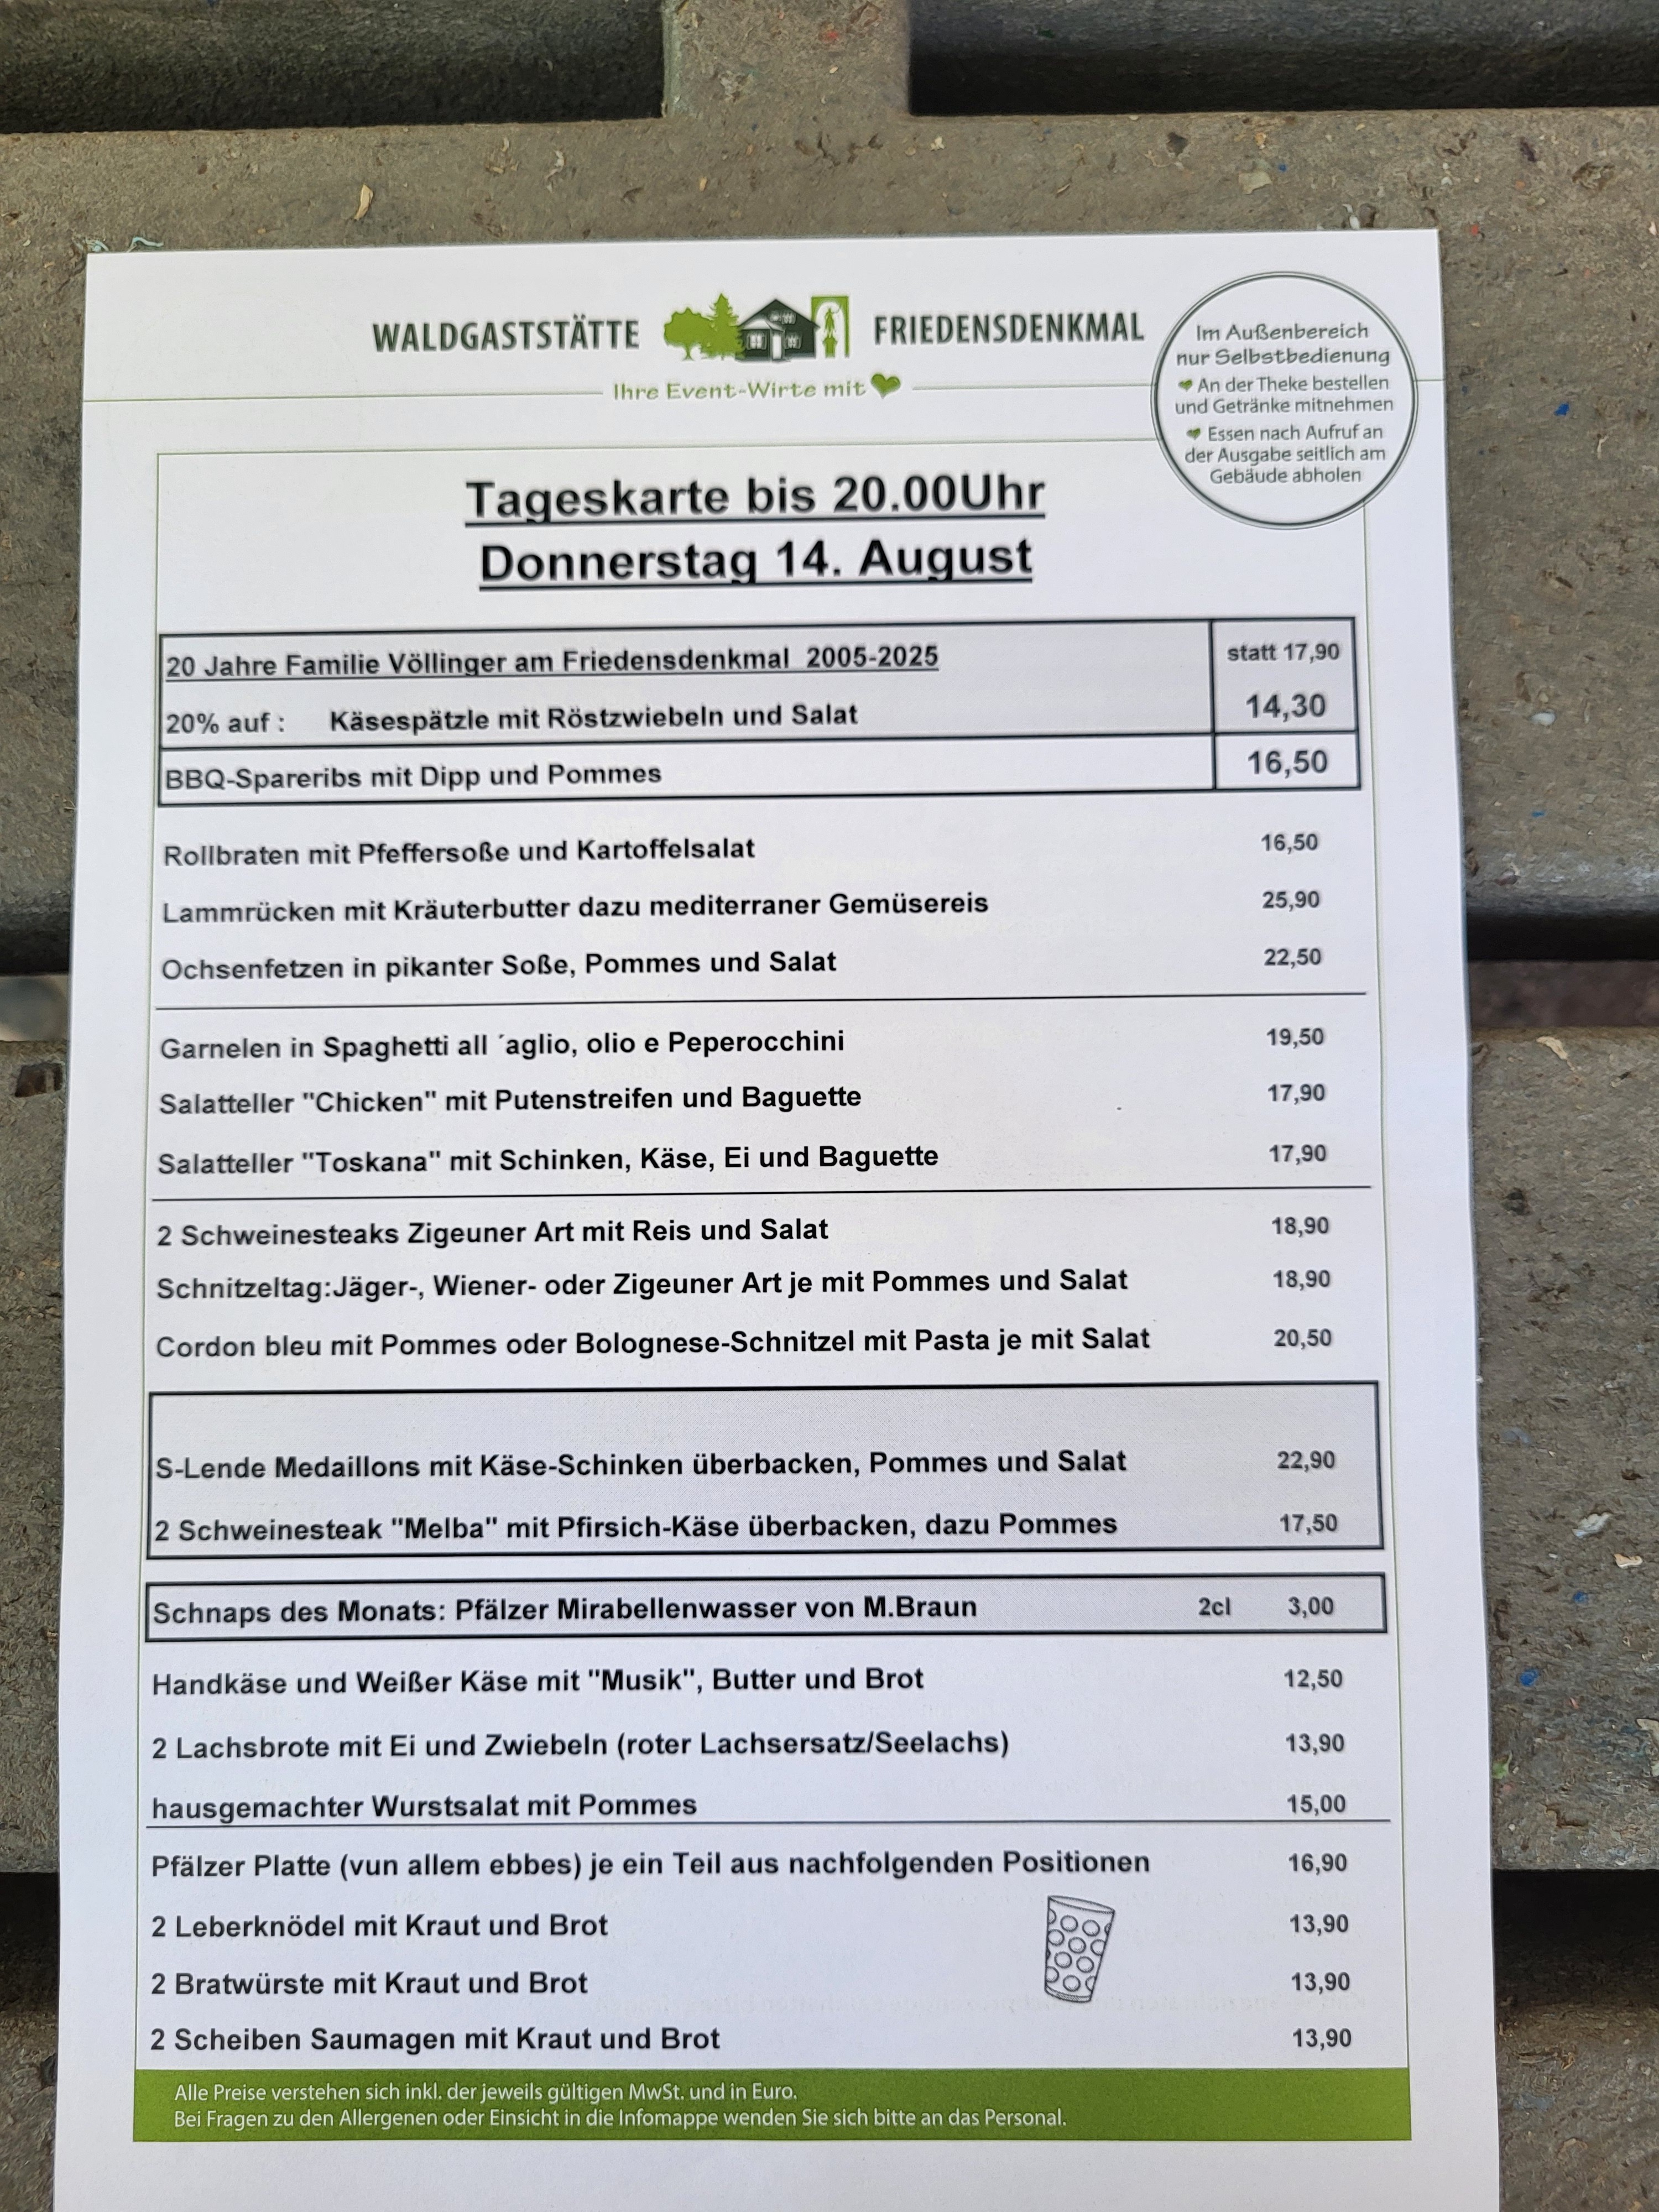 WALDGASTSTÄTTE FRIEDENSDENKMAL
Ihre Event-Wirte mit
Im Außenbereich
nur Selbstbedienung
An der Theke bestellen
und Getränke mitnehmen
Essen nach Aufruf an
der Ausgabe seitlich am
Gebäude abholen
Tageskarte bis 20.00Uhr
Donnerstag 14. August
20 Jahre Familie Völlinger am Friedensdenkmal 2005-2025 statt 17,90
20% auf : Käsespätzle mit Röstzwiebeln und Salat 14,30
BBQ-Spareribs mit Dipp und Pommes 16,50
Rollbraten mit Pfeffersoße und Kartoffelsalat 16,50
Lammrücken mit Kräuterbutter dazu mediterraner Gemüsereis 25,90
Ochsenfetzen in pikanter Soße, Pommes und Salat 22,50
Garnelen in Spaghetti all ´aglio, olio e Peperocchini 19,50
Salatteller "Chicken" mit Putenstreifen und Baguette 17,90
Salatteller "Toskana" mit Schinken, Käse, Ei und Baguette 17,90
2 Schweinesteaks Zigeuner Art mit Reis und Salat 18,90
Schnitzeltag:Jäger-, Wiener- oder Zigeuner Art je mit Pommes und Salat 18,90
Cordon bleu mit Pommes oder Bolognese-Schnitzel mit Pasta je mit Salat 20,50
S-Lende Medaillons mit Käse-Schinken überbacken, Pommes und Salat 22,90
2 Schweinesteak "Melba" mit Pfirsich-Käse überbacken, dazu Pommes 17,50
Schnaps des Monats: Pfälzer Mirabellenwasser von M.Braun 2cl 3,00
Handkäse und Weißer Käse mit "Musik", Butter und Brot 12,50
2 Lachsbrote mit Ei und Zwiebeln (roter Lachsersatz/Seelachs) 13,90
hausgemachter Wurstsalat mit Pommes 15,00
Pfälzer Platte (vun allem ebbes) je ein Teil aus nachfolgenden Positionen 16,90
2 Leberknödel mit Kraut und Brot 13,90
2 Bratwürste mit Kraut und Brot 13,90
2 Scheiben Saumagen mit Kraut und Brot 13,90
Alle Preise verstehen sich inkl. der jeweils gültigen MwSt. und in Euro.
Bei Fragen zu den Allergenen oder Einsicht in die Infomappe wenden Sie sich bitte an das Personal.